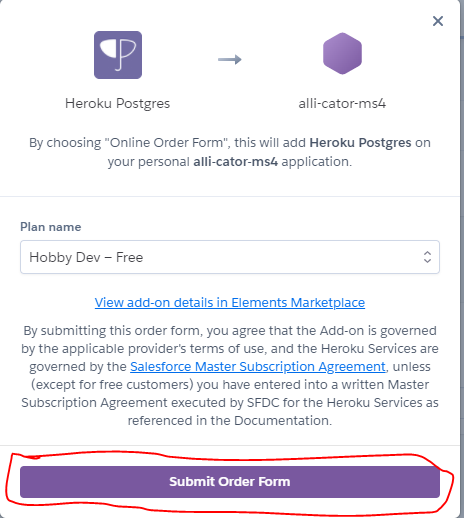 Heroku Postgres
alli-cator-ms4
By choosing "Online Order Form", this will add Heroku Postgres on
your personal alli-cator-ms4 application.
Plan name
Hobby Dev – Free
View add-on details in Elements Marketplace
By submitting this order form, you agree that the Add-on is governed
by the applicable provider's terms of use, and the Heroku Services are
governed by the Salesforce Master Subscription Agreement, unless
(except for free customers) you have entered into a written Master
Subscription Agreement executed by SFDC for the Heroku Services as
referenced in the Documentation.
Submit Order Form